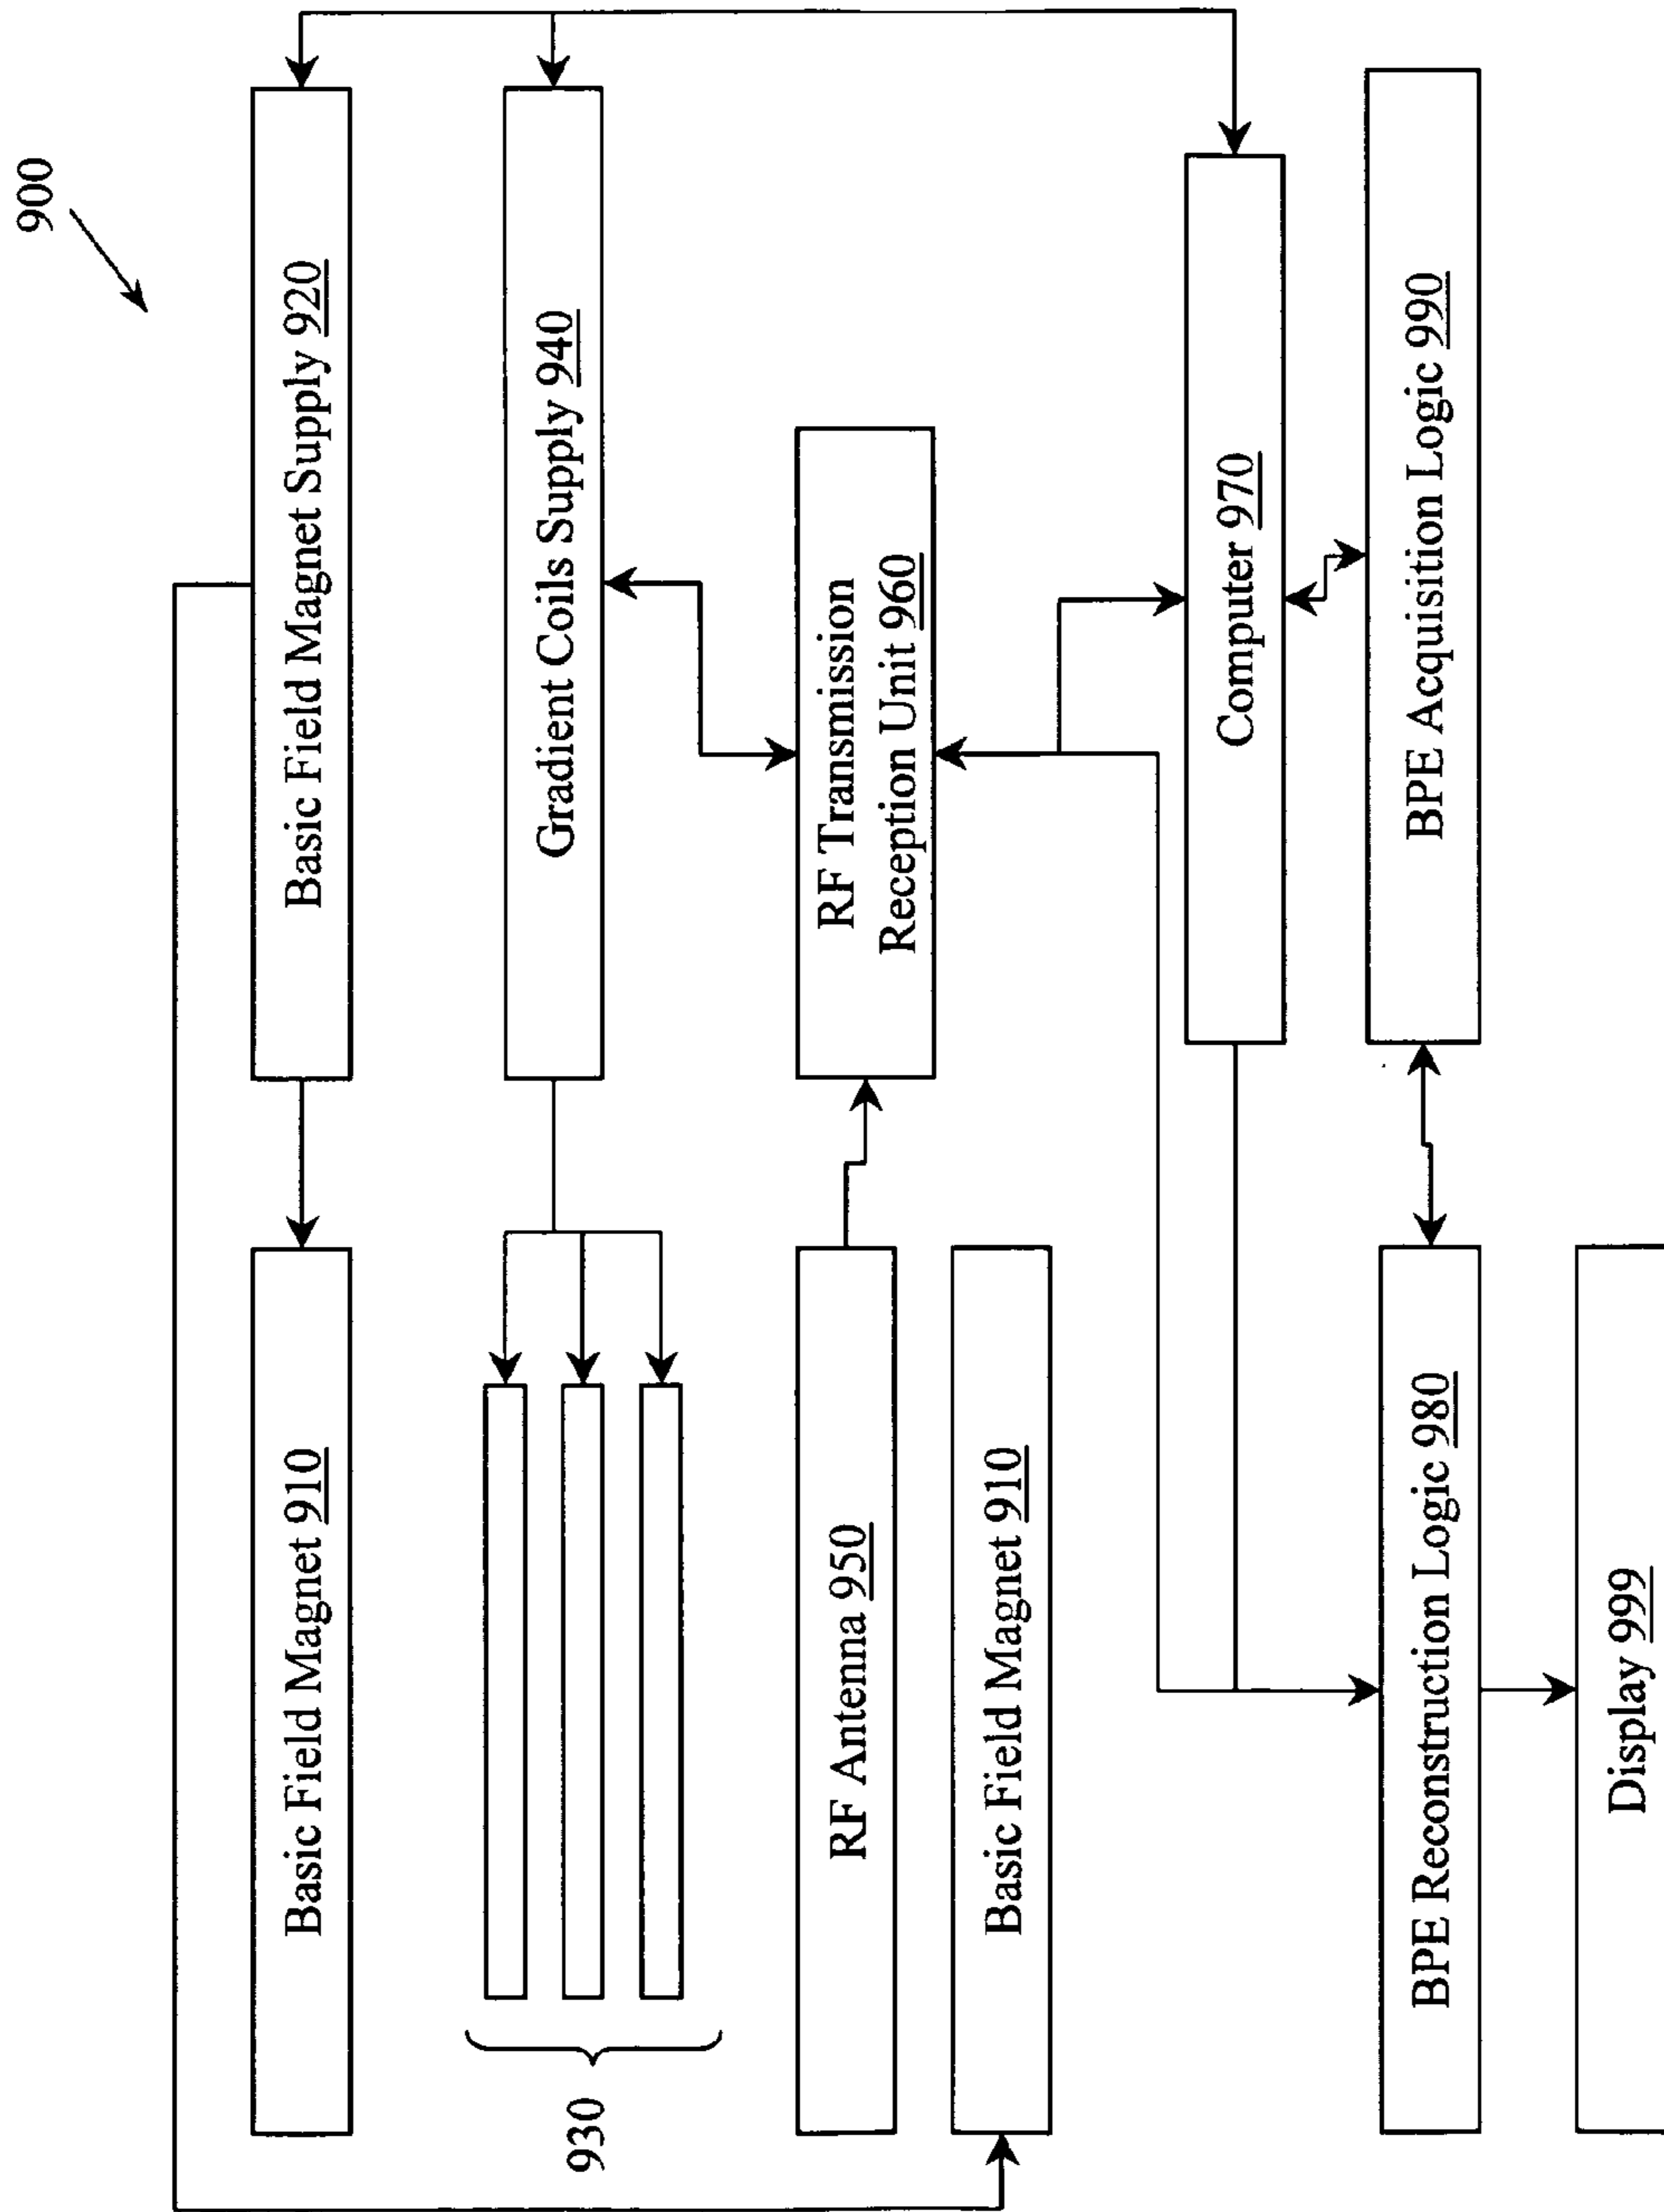 900
Basic Field Magnet 910
Basic Field Magnet Supply 920
930
Gradient Coils Supply 940
RF Antenna 950
RF Transmission
Reception Unit 960
Basic Field Magnet 910
Computer 970
BPE Reconstruction Logic 980
BPE Acquisition Logic 990
Display 999